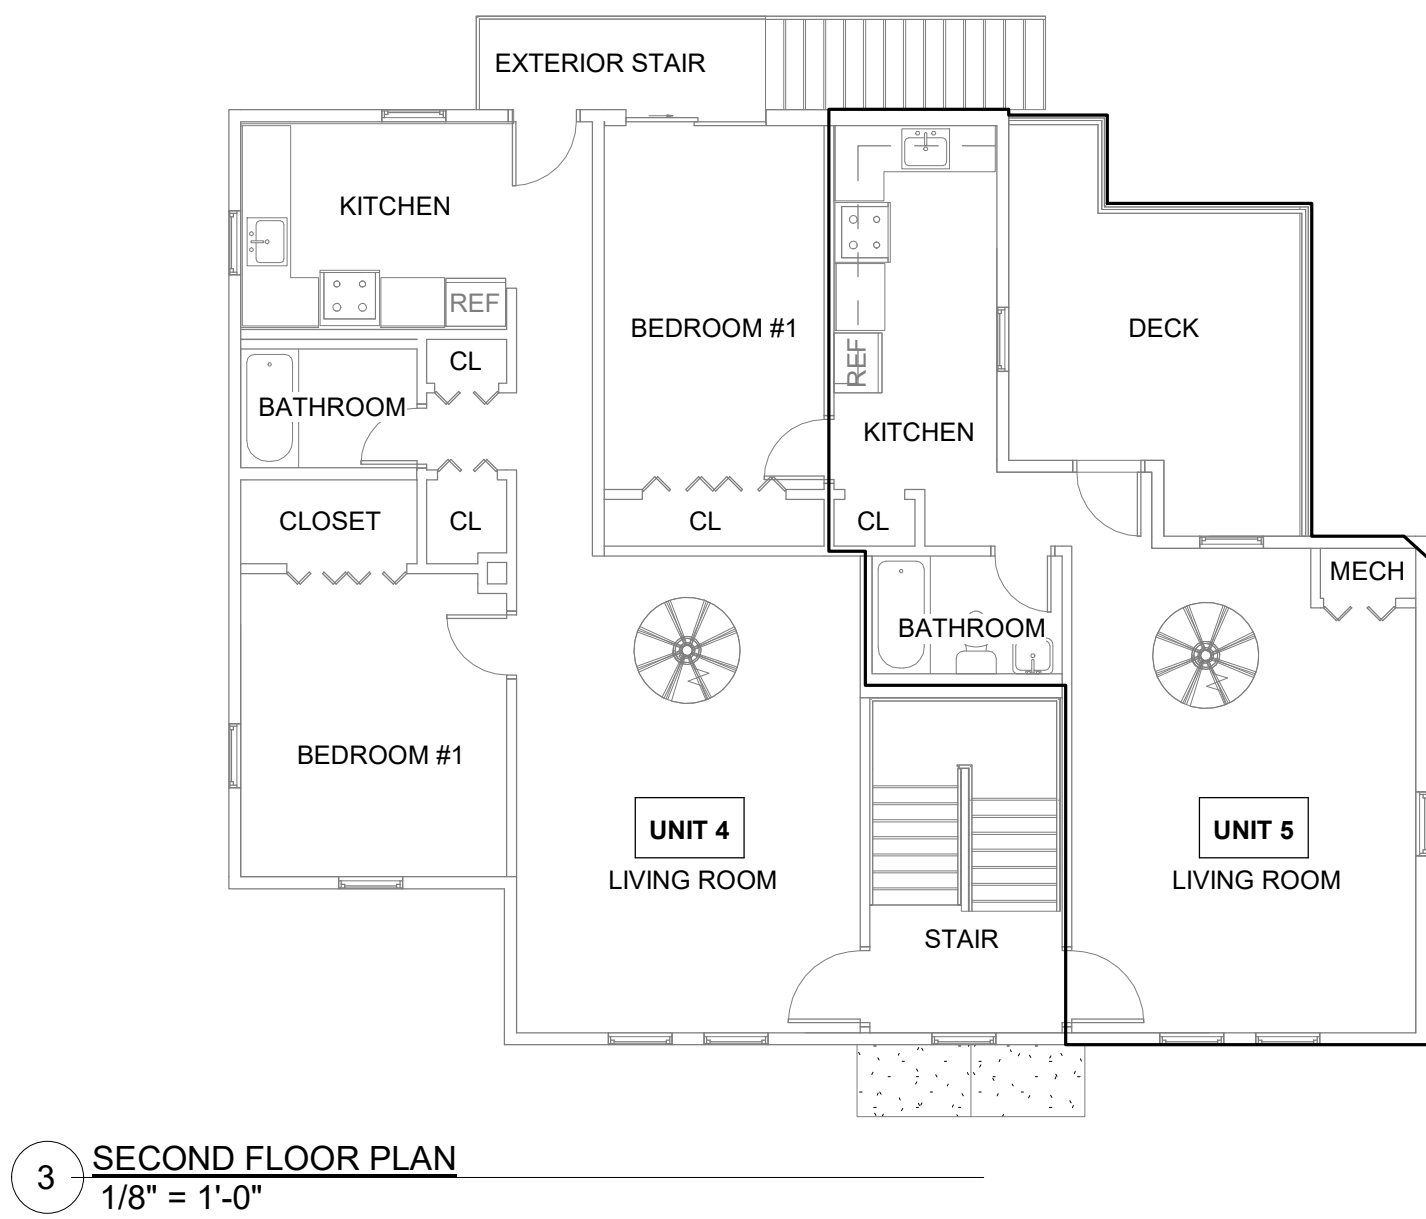 EXTERIOR STAIR
KITCHEN
REF
BEDROOM #1
DECK
CL
REF
BATHROOM
KITCHEN
CLOSET
CL
CL
CL
MECH
BATHROOM
BEDROOM #1
UNIT 4
LIVING ROOM
UNIT 5
LIVING ROOM
STAIR
3
SECOND FLOOR PLAN
1/8" = 1'-0"